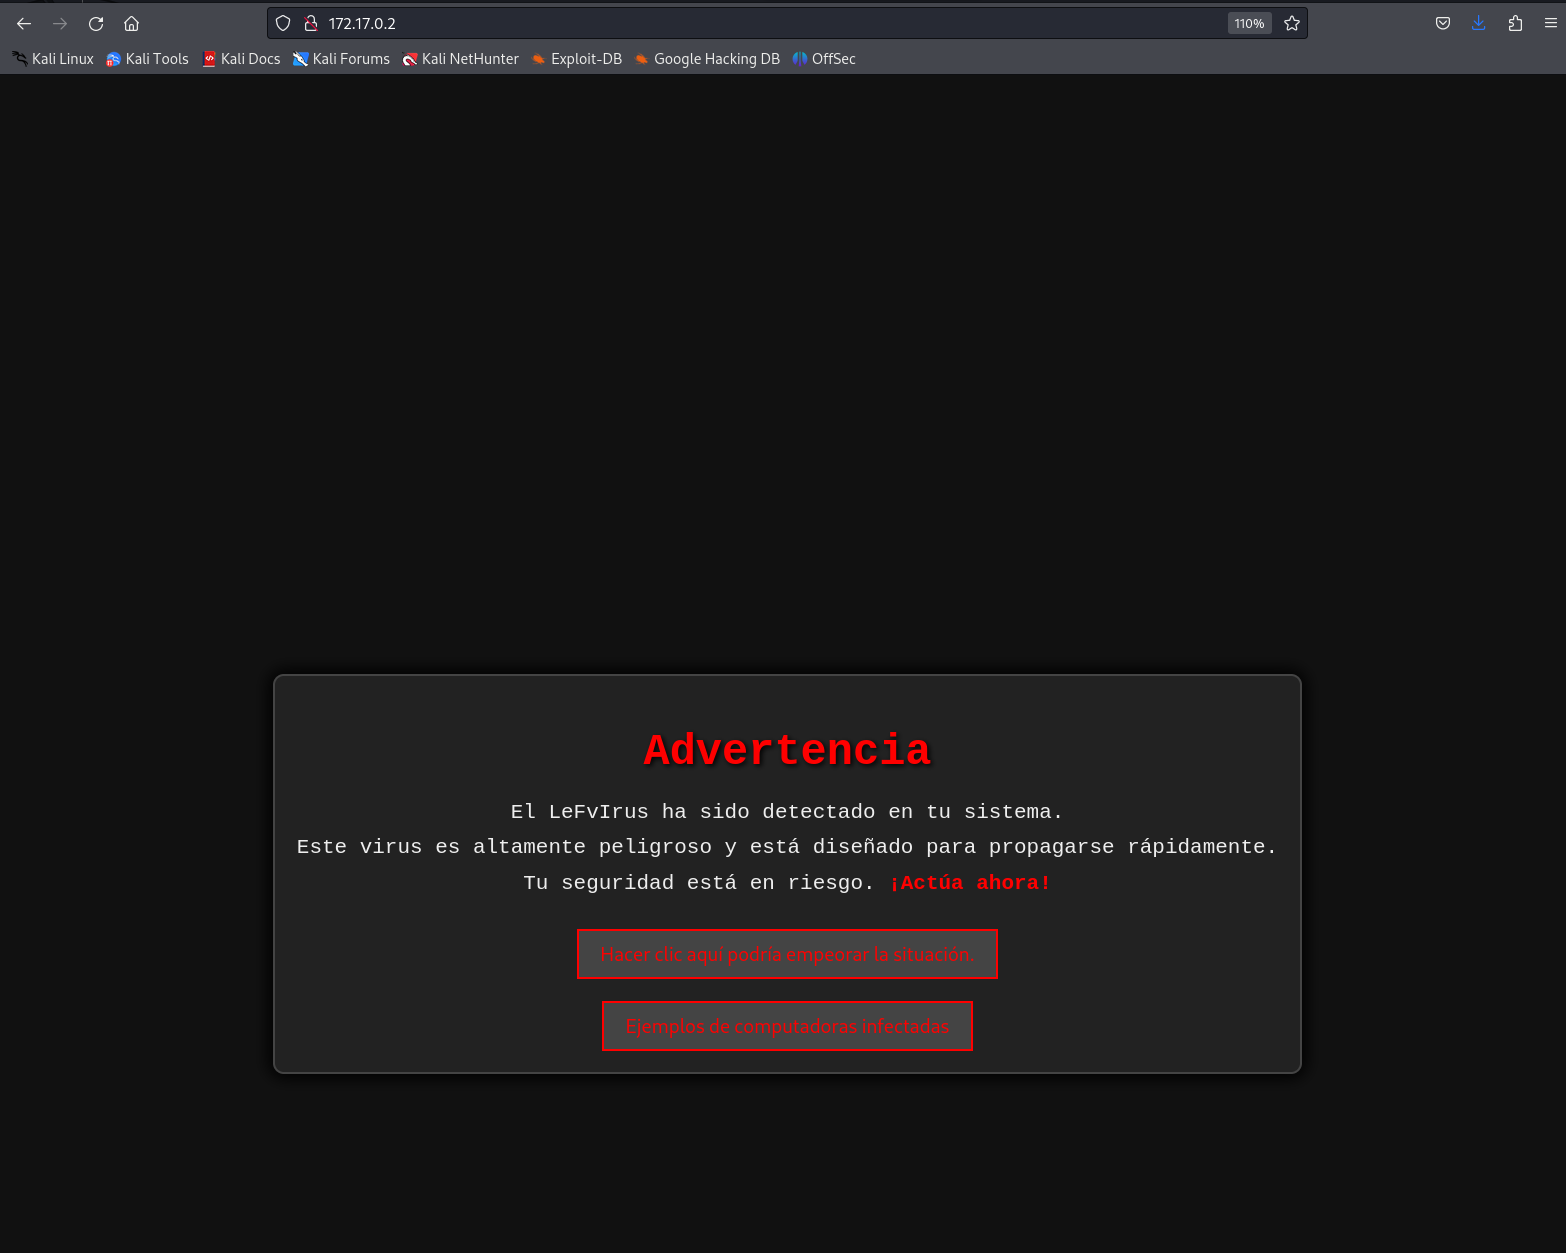 172.17.0.2
110%
Kali Linux Kali Tools Kali Docs Kali Forums Kali NetHunter Exploit-DB Google Hacking DB OffSec
Advertencia
El LeFvIrus ha sido detectado en tu sistema.
Este virus es altamente peligroso y está diseñado para propagarse rápidamente.
Tu seguridad está en riesgo. ¡Actúa ahora!
Hacer clic aquí podría empeorar la situación.
Ejemplos de computadoras infectadas